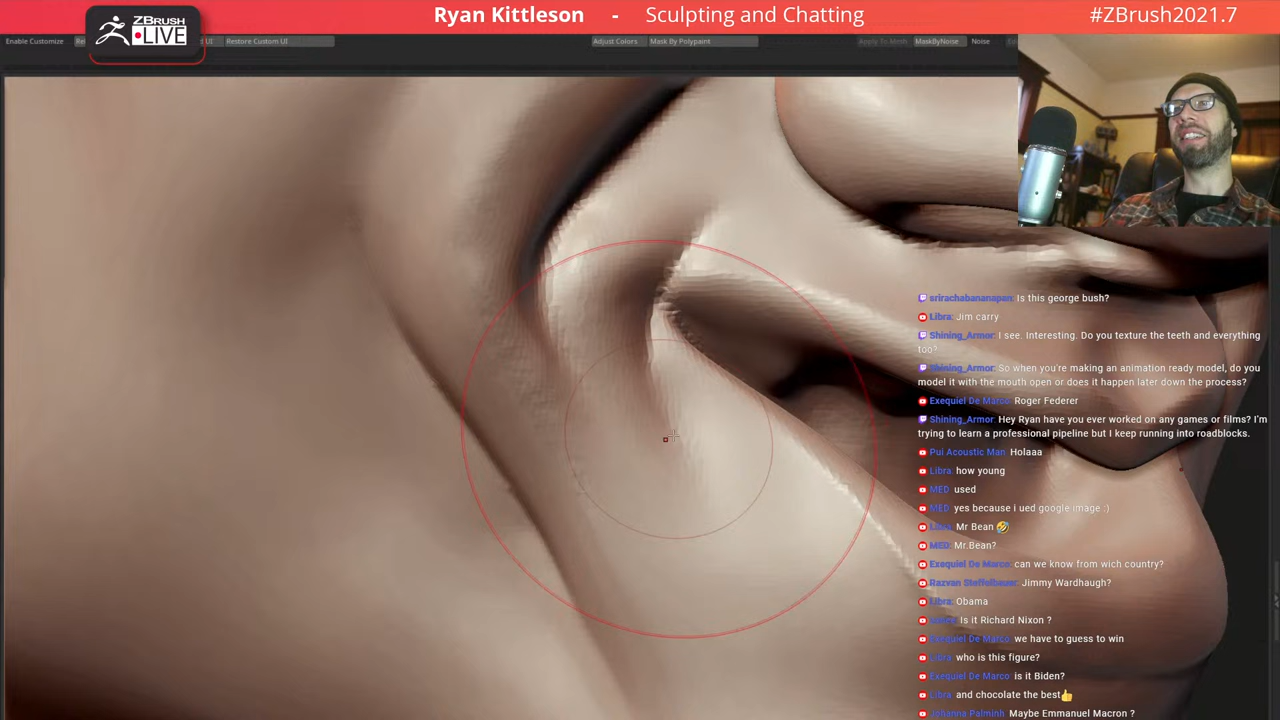 Ryan Kittleson - Sculpting and Chatting #ZBrush2021.7
ZBRUSH
LIVE
Enable Customize
UI
Restore Custom UI
Adjust Colors
Mask By Polypaint
MaskByNoise
Noise
srirachabananapan: Is this george bush?
Libra: Jim carry
Shining_Armor: I see. Interesting. Do you texture the teeth and everything
too?
Shining_Armor: So when you're making an animation ready model, do you
model it with the mouth open or does it happen later down the process?
Exequiel De Marco: Roger Federer
Shining_Armor Hey Ryan have you ever worked on any games or films? I'm
trying to learn a professional pipeline but I keep running into roadblocks.
Pui Acoustic Man Holaaa
Libra: how young
MED used
MED yes because i ued google image :)
Libra: Mr Bean 🤣
MED: Mr.Bean?
Exequiel De Marco: can we know from wich country?
Razvan Steffelbauer: Jimmy Wardhaugh?
Libra: Obama
Is it Richard Nixon ?
Exequiel De Marco: we have to guess to win
Libra: who is this figure?
Exequiel De Marco: is it Biden?
Libra and chocolate the best👍
Johanna Palminh Maybe Emmanuel Macron ?